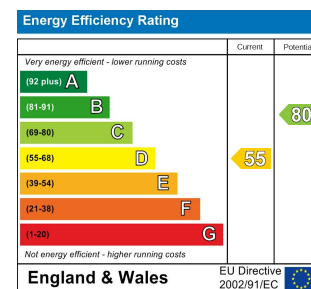 Energy Efficiency Rating
Current Potentia
Very energy efficient - lower running costs
(92 plus) A
(81-91) B
80
(69-80) C
(55-68) D 55
(39-54) E
(21-38) F
(1-20) G
Not energy efficient - higher running costs
England & Wales
EU Directive
2002/91/EC